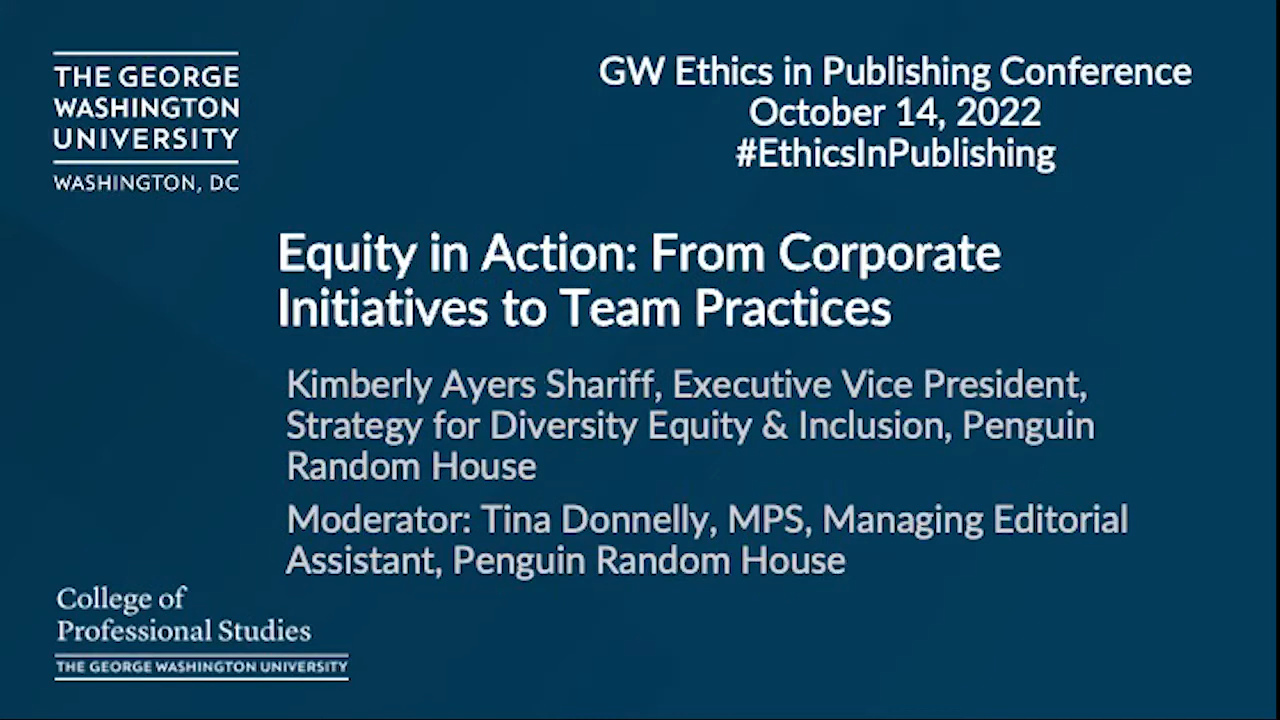 THE GEORGE
WASHINGTON
UNIVERSITY
WASHINGTON, DC
GW Ethics in Publishing Conference
October 14, 2022
#EthicsInPublishing
Equity in Action: From Corporate
Initiatives to Team Practices
Kimberly Ayers Shariff, Executive Vice President,
Strategy for Diversity Equity & Inclusion, Penguin
Random House
Moderator: Tina Donnelly, MPS, Managing Editorial
Assistant, Penguin Random House
College of
Professional Studies
THE GEORGE WASHINGTON UNIVERSITY